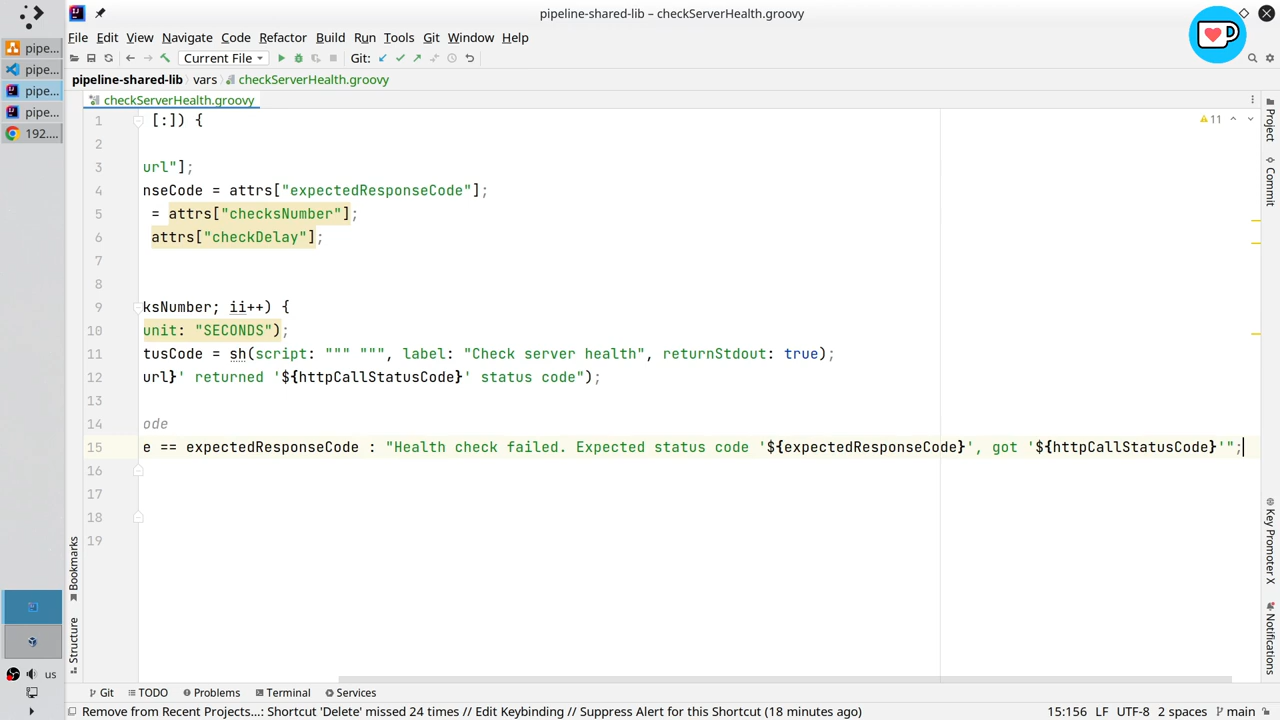 pipeline-shared-lib – checkServerHealth.groovy
File Edit View Navigate Code Refactor Build Run Tools Git Window Help
Current File Git:
pipeline-shared-lib vars checkServerHealth.groovy
checkServerHealth.groovy
pipe...
pipe...
pipe...
pipe...
192....
1 [:]) {
2
3 url"];
4 nseCode = attrs["expectedResponseCode"];
5 = attrs["checksNumber"];
6 attrs["checkDelay"];
7
8
9 ksNumber; ii++) {
10 unit: "SECONDS");
11 tusCode = sh(script: """ """, label: "Check server health", returnStdout: true);
12 url}' returned '${httpCallStatusCode}' status code");
13
14 ode
15 e == expectedResponseCode : "Health check failed. Expected status code '${expectedResponseCode}', got '${httpCallStatusCode}'";
16
17
18
19
11
Project
Commit
Key Promoter X
Notifications
Bookmarks
Structure
us
Git TODO Problems Terminal Services
Remove from Recent Projects...: Shortcut 'Delete' missed 24 times // Edit Keybinding // Suppress Alert for this Shortcut (18 minutes ago) 15:156 LF UTF-8 2 spaces main